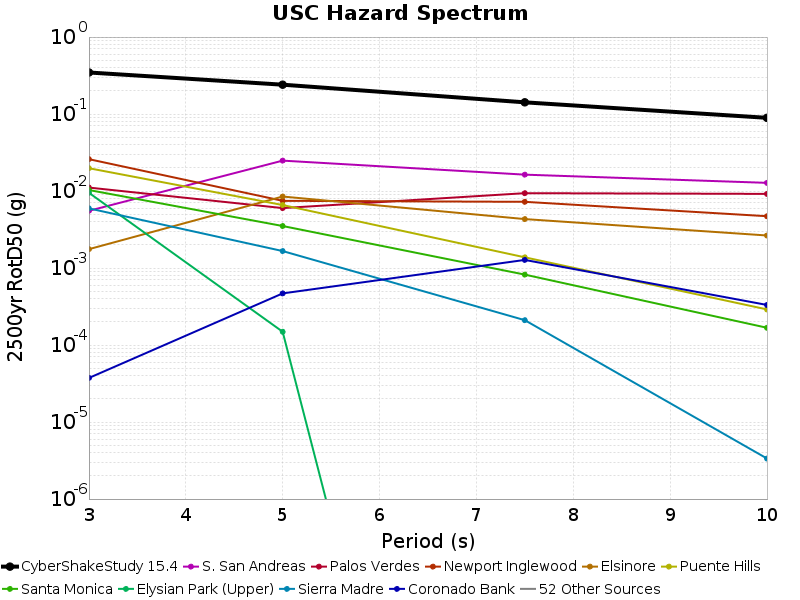 USC Hazard Spectrum
10^0
10^-1
10^-2
10^-3
10^-4
10^-5
10^-6
2500yr RotD50 (g)
3 4 5 6 7 8 9 10
Period (s)
CyberShakeStudy 15.4 S. San Andreas Palos Verdes Newport Inglewood Elsinore Puente Hills
Santa Monica Elysian Park (Upper) Sierra Madre Coronado Bank 52 Other Sources